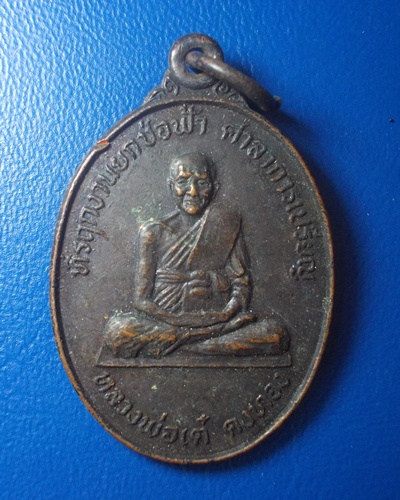 ที่ระฤกงานยกช่อฟ้า ศาลาการเปรียญ
หลวงพ่อเต๋ คงทอง